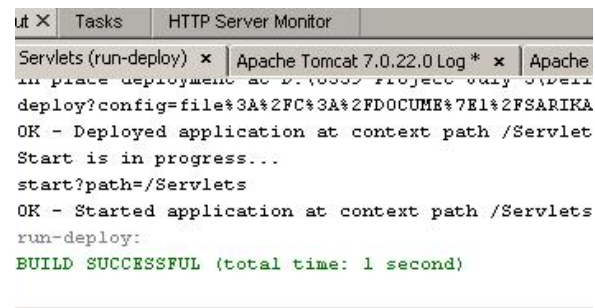 ut × Tasks HTTP Server Monitor
Servlets (run-deploy) × Apache Tomcat 7.0.22.0 Log * × Apache
deploy?config=file%3A%2FC%3A%2FDOCUME%7E1%2FSARIKA
OK - Deployed application at context path /Servlet
Start is in progress...
start?path=/Servlets
OK - Started application at context path /Servlets
run-deploy:
BUILD SUCCESSFUL (total time: 1 second)